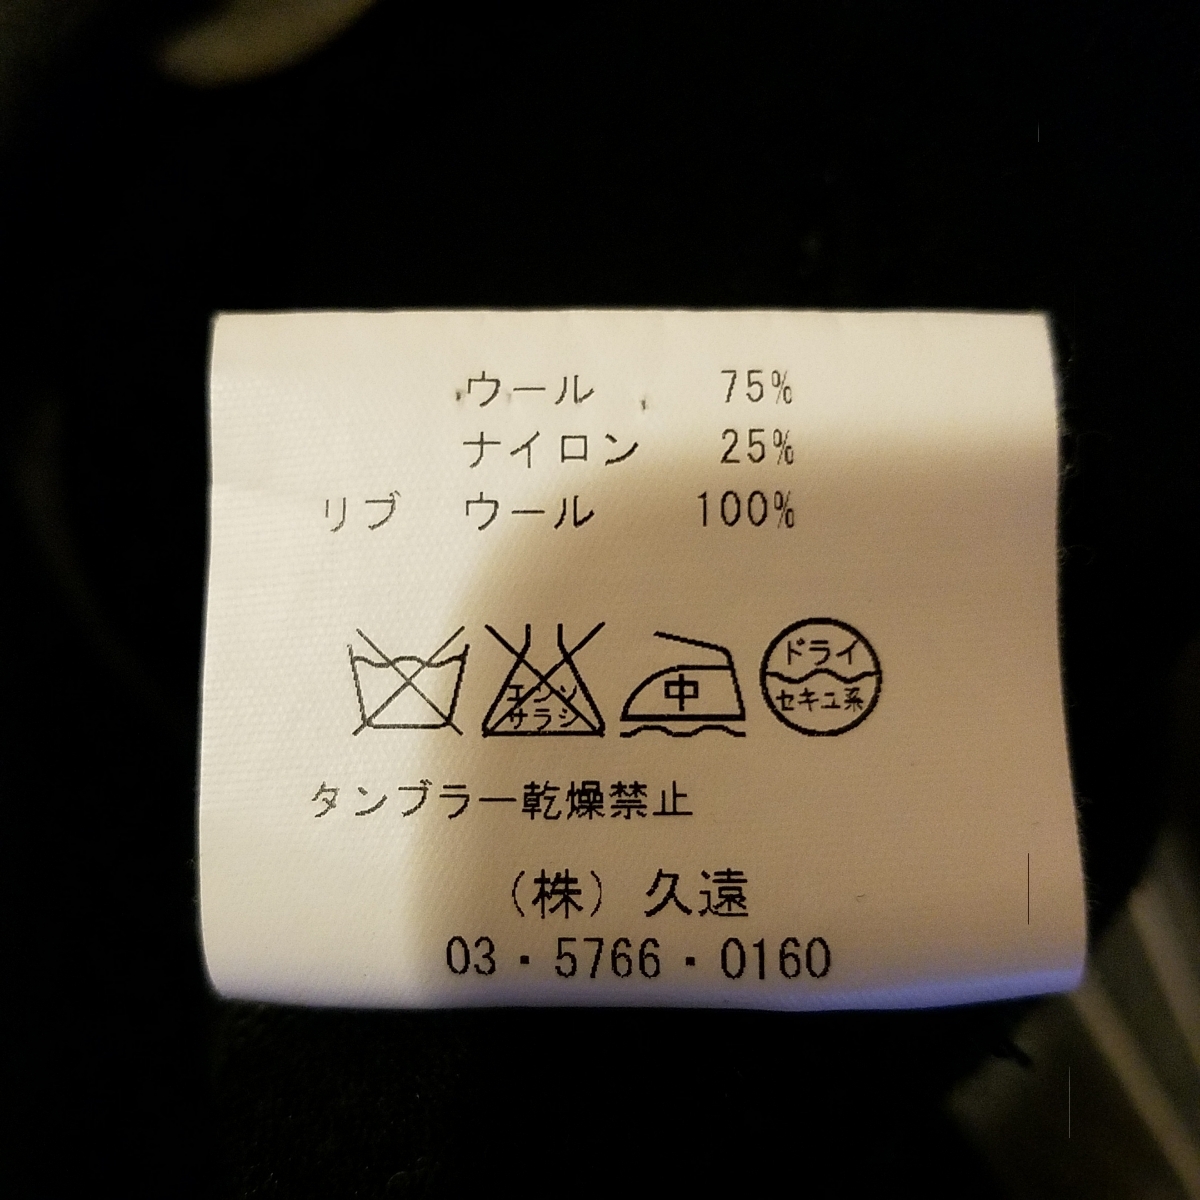 ウール 75%
ナイロン 25%
リブ ウール 100%
エンソ
サラシ
中
ドライ
セキユ系
タンブラー乾燥禁止
（株）久遠
03・5766・0160